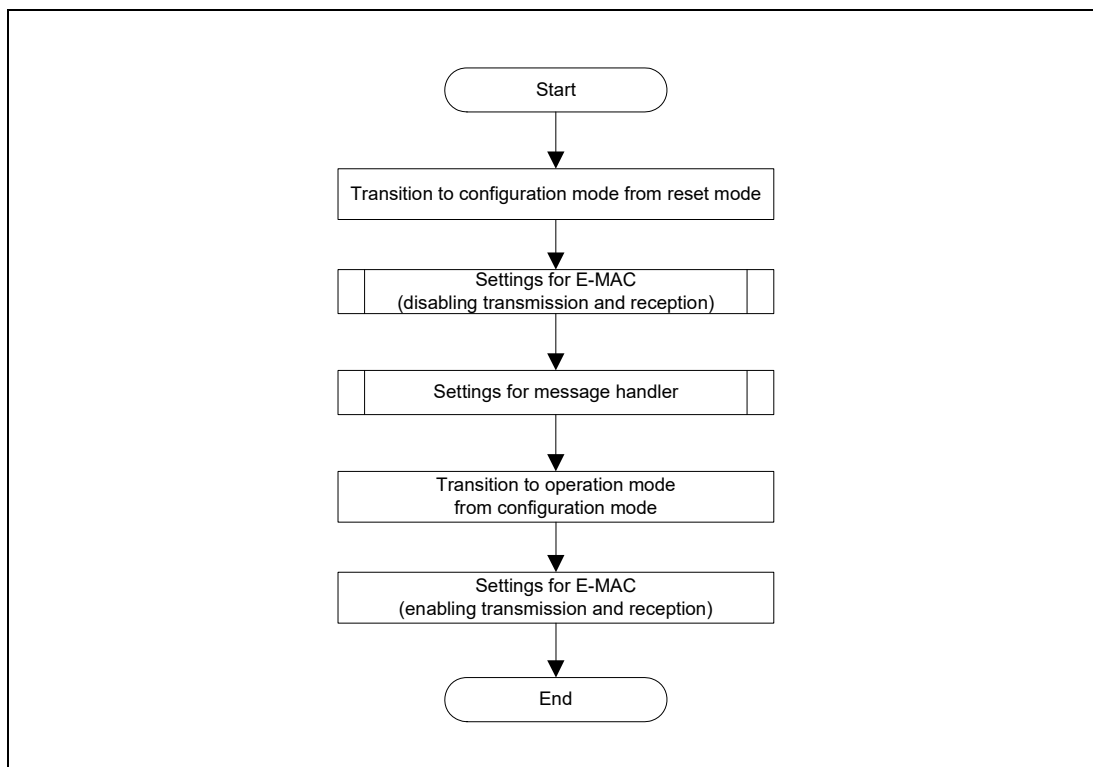 Start
Transition to configuration mode from reset mode
Settings for E-MAC
(disabling transmission and reception)
Settings for message handler
Transition to operation mode
from configuration mode
Settings for E-MAC
(enabling transmission and reception)
End